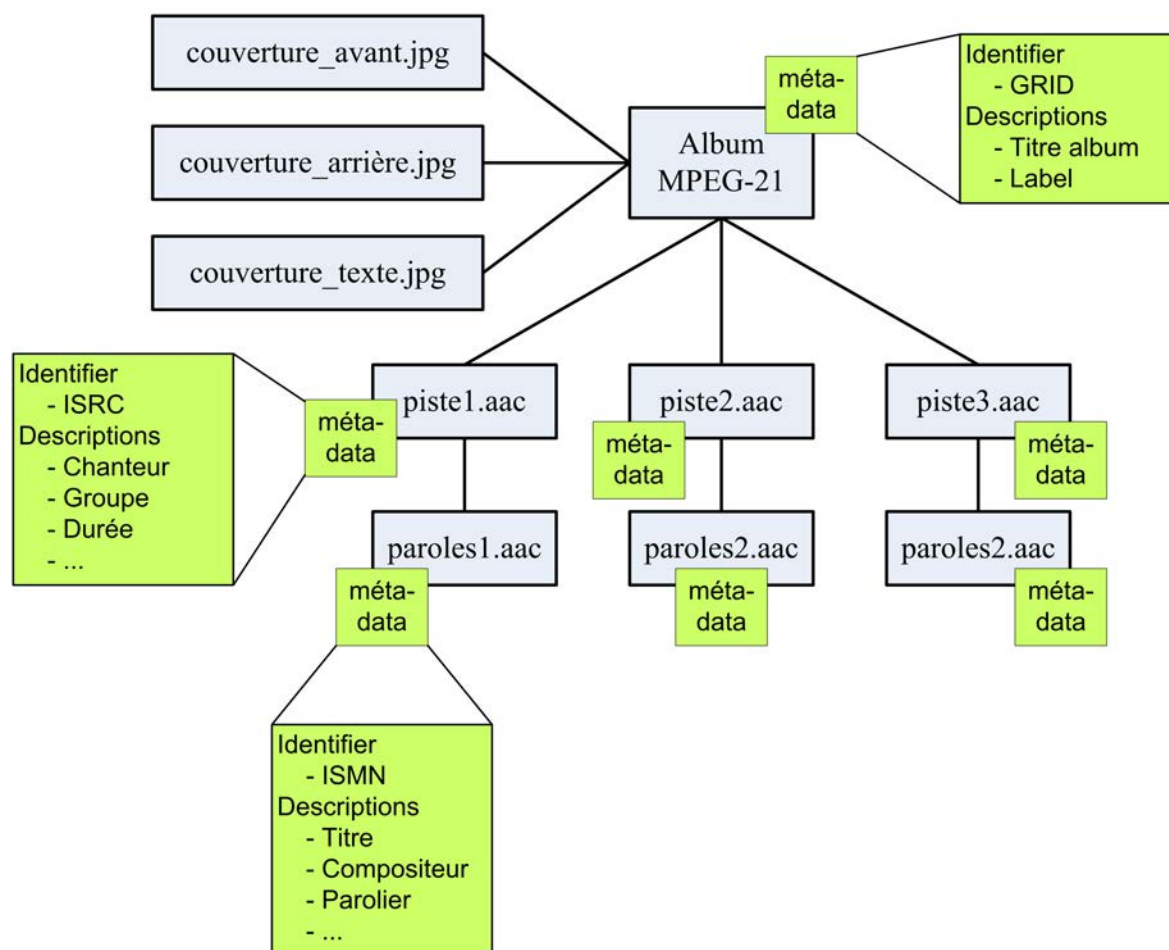 couverture_avant.jpg
couverture_arrière.jpg
couverture_texte.jpg
Album
MPEG-21
méta-
data
Identifier
- GRID
Descriptions
- Titre album
- Label
Identifier
- ISRC
Descriptions
- Chanteur
- Groupe
- Durée
- ...
méta-
data
piste1.aac
piste2.aac
méta-
data
piste3.aac
méta-
data
paroles1.aac
méta-
data
paroles2.aac
méta-
data
paroles2.aac
méta-
data
Identifier
- ISMN
Descriptions
- Titre
- Compositeur
- Parolier
- ...